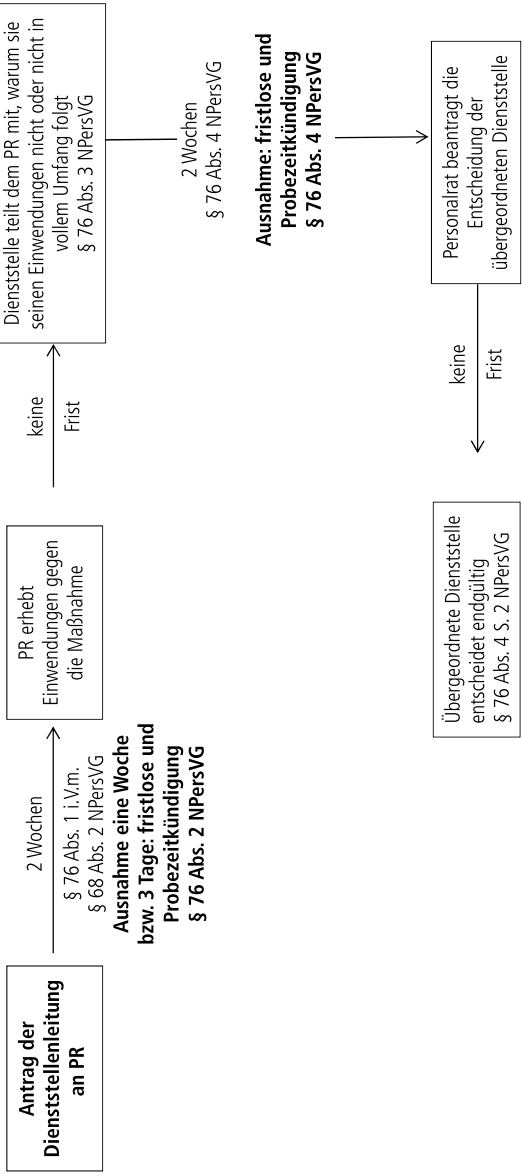 Antrag der
Dienststellenleitung
an PR
2 Wochen
§ 76 Abs. 1 i.V.m.
§ 68 Abs. 2 NPersVG
Ausnahme eine Woche
bzw. 3 Tage: fristlose und
Probezeitkündigung
§ 76 Abs. 2 NPersVG
PR erhebt
Einwendungen gegen
die Maßnahme
keine
Frist
Dienststelle teilt dem PR mit, warum sie
seinen Einwendungen nicht oder nicht in
vollem Umfang folgt
§ 76 Abs. 3 NPersVG
2 Wochen
§ 76 Abs. 4 NPersVG
Ausnahme: fristlose und
Probezeitkündigung
§ 76 Abs. 4 NPersVG
Personalrat beantragt die
Entscheidung der
übergeordneten Dienststelle
keine
Frist
Übergeordnete Dienststelle
entscheidet endgültig
§ 76 Abs. 4 S. 2 NPersVG